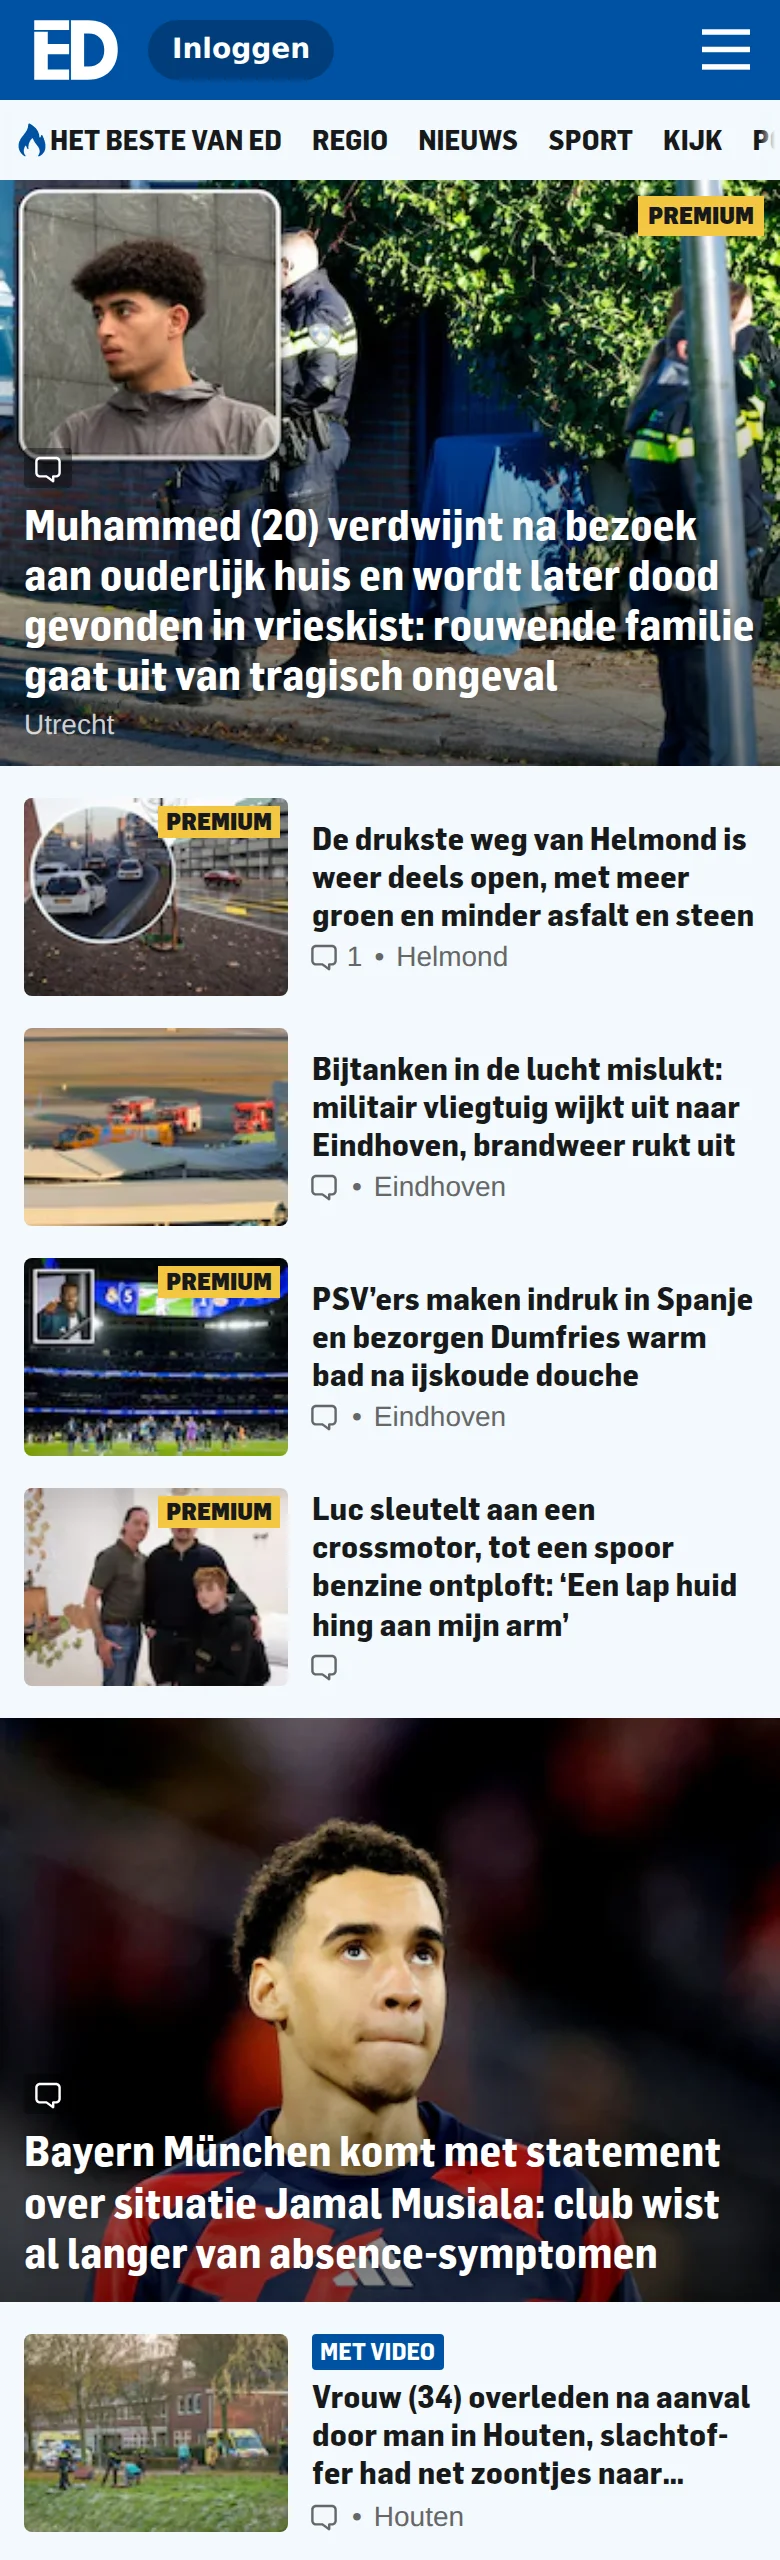 ED Inloggen
HET BESTE VAN ED REGIO NIEUWS SPORT KIJK
PREMIUM
Muhammed (20) verdwijnt na bezoek
aan ouderlijk huis en wordt later dood
gevonden in vrieskist: rouwende familie
gaat uit van tragisch ongeval
Utrecht
PREMIUM
De drukste weg van Helmond is
weer deels open, met meer
groen en minder asfalt en steen
1 • Helmond
Bijtanken in de lucht mislukt:
militair vliegtuig wijkt uit naar
Eindhoven, brandweer rukt uit
• Eindhoven
PREMIUM
PSV’ers maken indruk in Spanje
en bezorgen Dumfries warm
bad na ijskoude douche
• Eindhoven
PREMIUM
Luc sleutelt aan een
crossmotor, tot een spoor
benzine ontploft: ‘Een lap huid
hing aan mijn arm’
Bayern München komt met statement
over situatie Jamal Musiala: club wist
al langer van absence-symptomen
MET VIDEO
Vrouw (34) overleden na aanval
door man in Houten, slachtof-
fer had net zoontjes naar...
• Houten